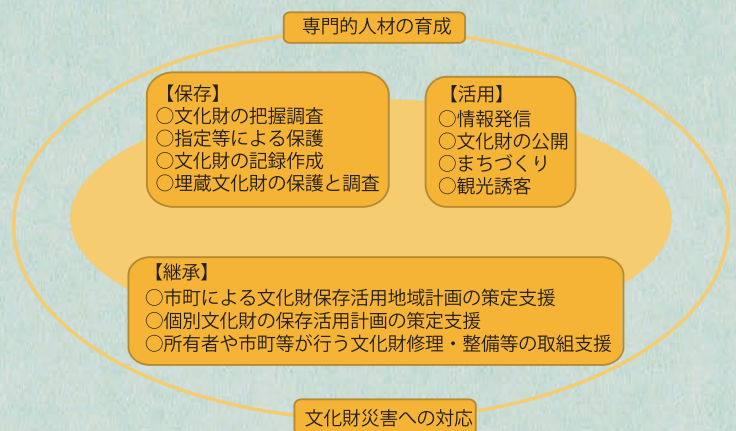 専門的人材の育成
【保存】
○文化財の把握調査
○指定等による保護
○文化財の記録作成
○埋蔵文化財の保護と調査
【活用】
○情報発信
○文化財の公開
○まちづくり
○観光誘客
【継承】
○市町による文化財保存活用地域計画の策定支援
○個別文化財の保存活用計画の策定支援
○所有者や市町等が行う文化財修理・整備等の取組支援
文化財災害への対応